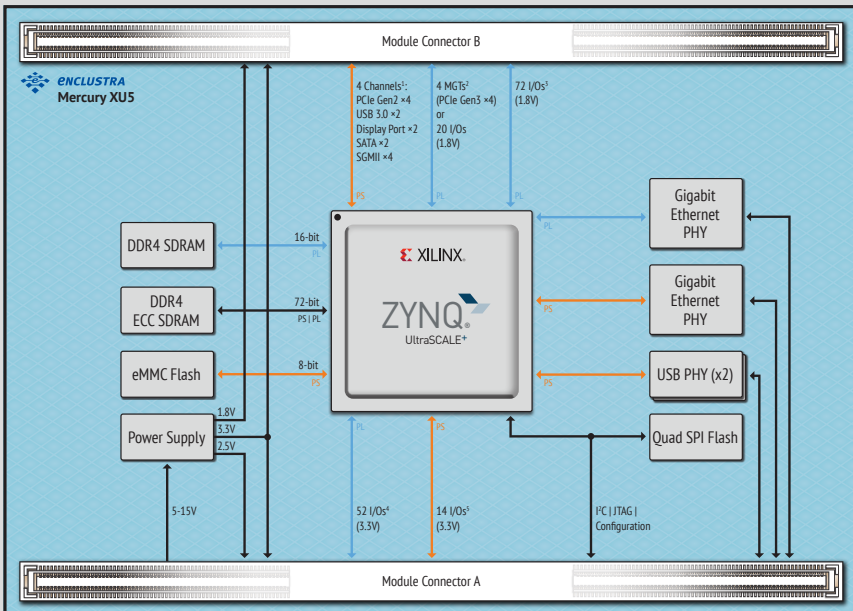 Module Connector B
ENCLUSTRA
Mercury XU5
4 Channels¹:
PCIe Gen2 ×4
USB 3.0 ×2
Display Port ×2
SATA ×2
SGMII ×4
PS
4 MGTs²
(PCIe Gen3 ×4)
or
20 I/Os
(1.8V)
PL
72 I/Os³
(1.8V)
PL
DDR4 SDRAM
16-bit
PL
DDR4
ECC SDRAM
72-bit
PS | PL
eMMC Flash
8-bit
PS
Power Supply
1.8V
3.3V
2.5V
5-15V
XILINX®
ZYNQ®
UltraSCALE+
PL
Gigabit
Ethernet
PHY
PS
Gigabit
Ethernet
PHY
PS
USB PHY (x2)
Quad SPI Flash
PL
52 I/Os⁴
(3.3V)
PS
14 I/Os⁵
(3.3V)
I²C | JTAG |
Configuration
Module Connector A